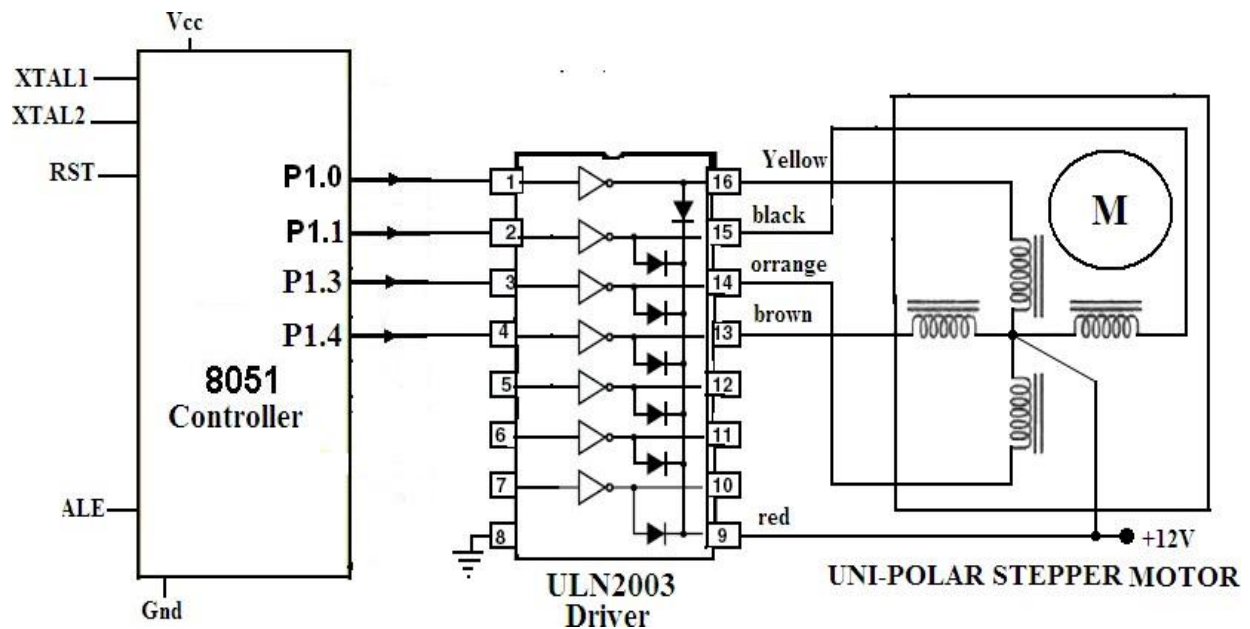 Vcc
XTAL1
XTAL2
RST
ALE
Gnd
P1.0
P1.1
P1.3
P1.4
8051
Controller
1
2
3
4
5
6
7
8
16
15
14
13
12
11
10
9
ULN2003
Driver
Yellow
black
orrange
brown
red
M
+12V
UNI-POLAR STEPPER MOTOR